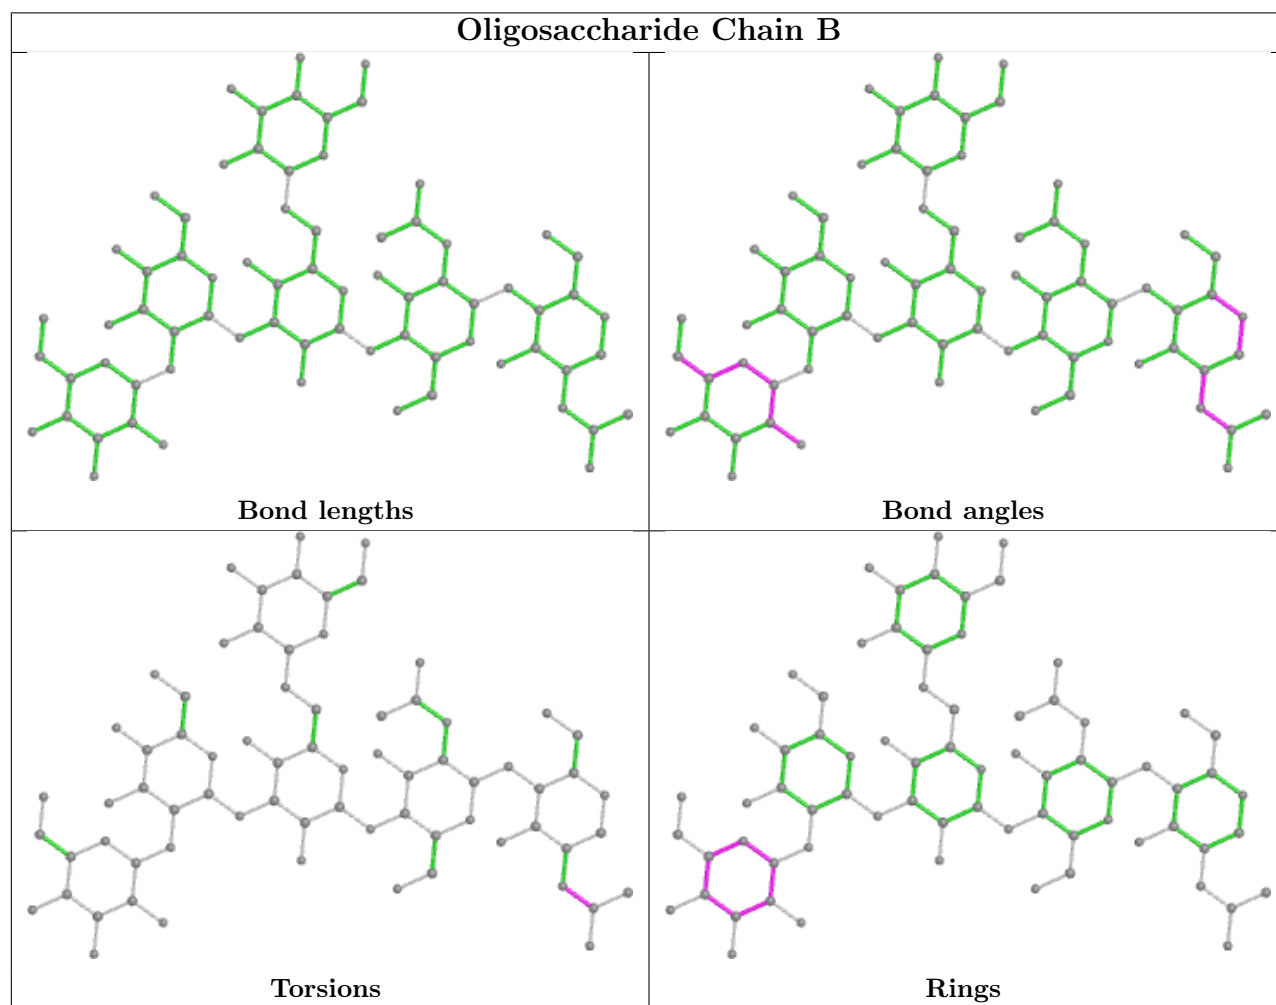 Oligosaccharide Chain B
Bond lengths
Bond angles
Torsions
Rings